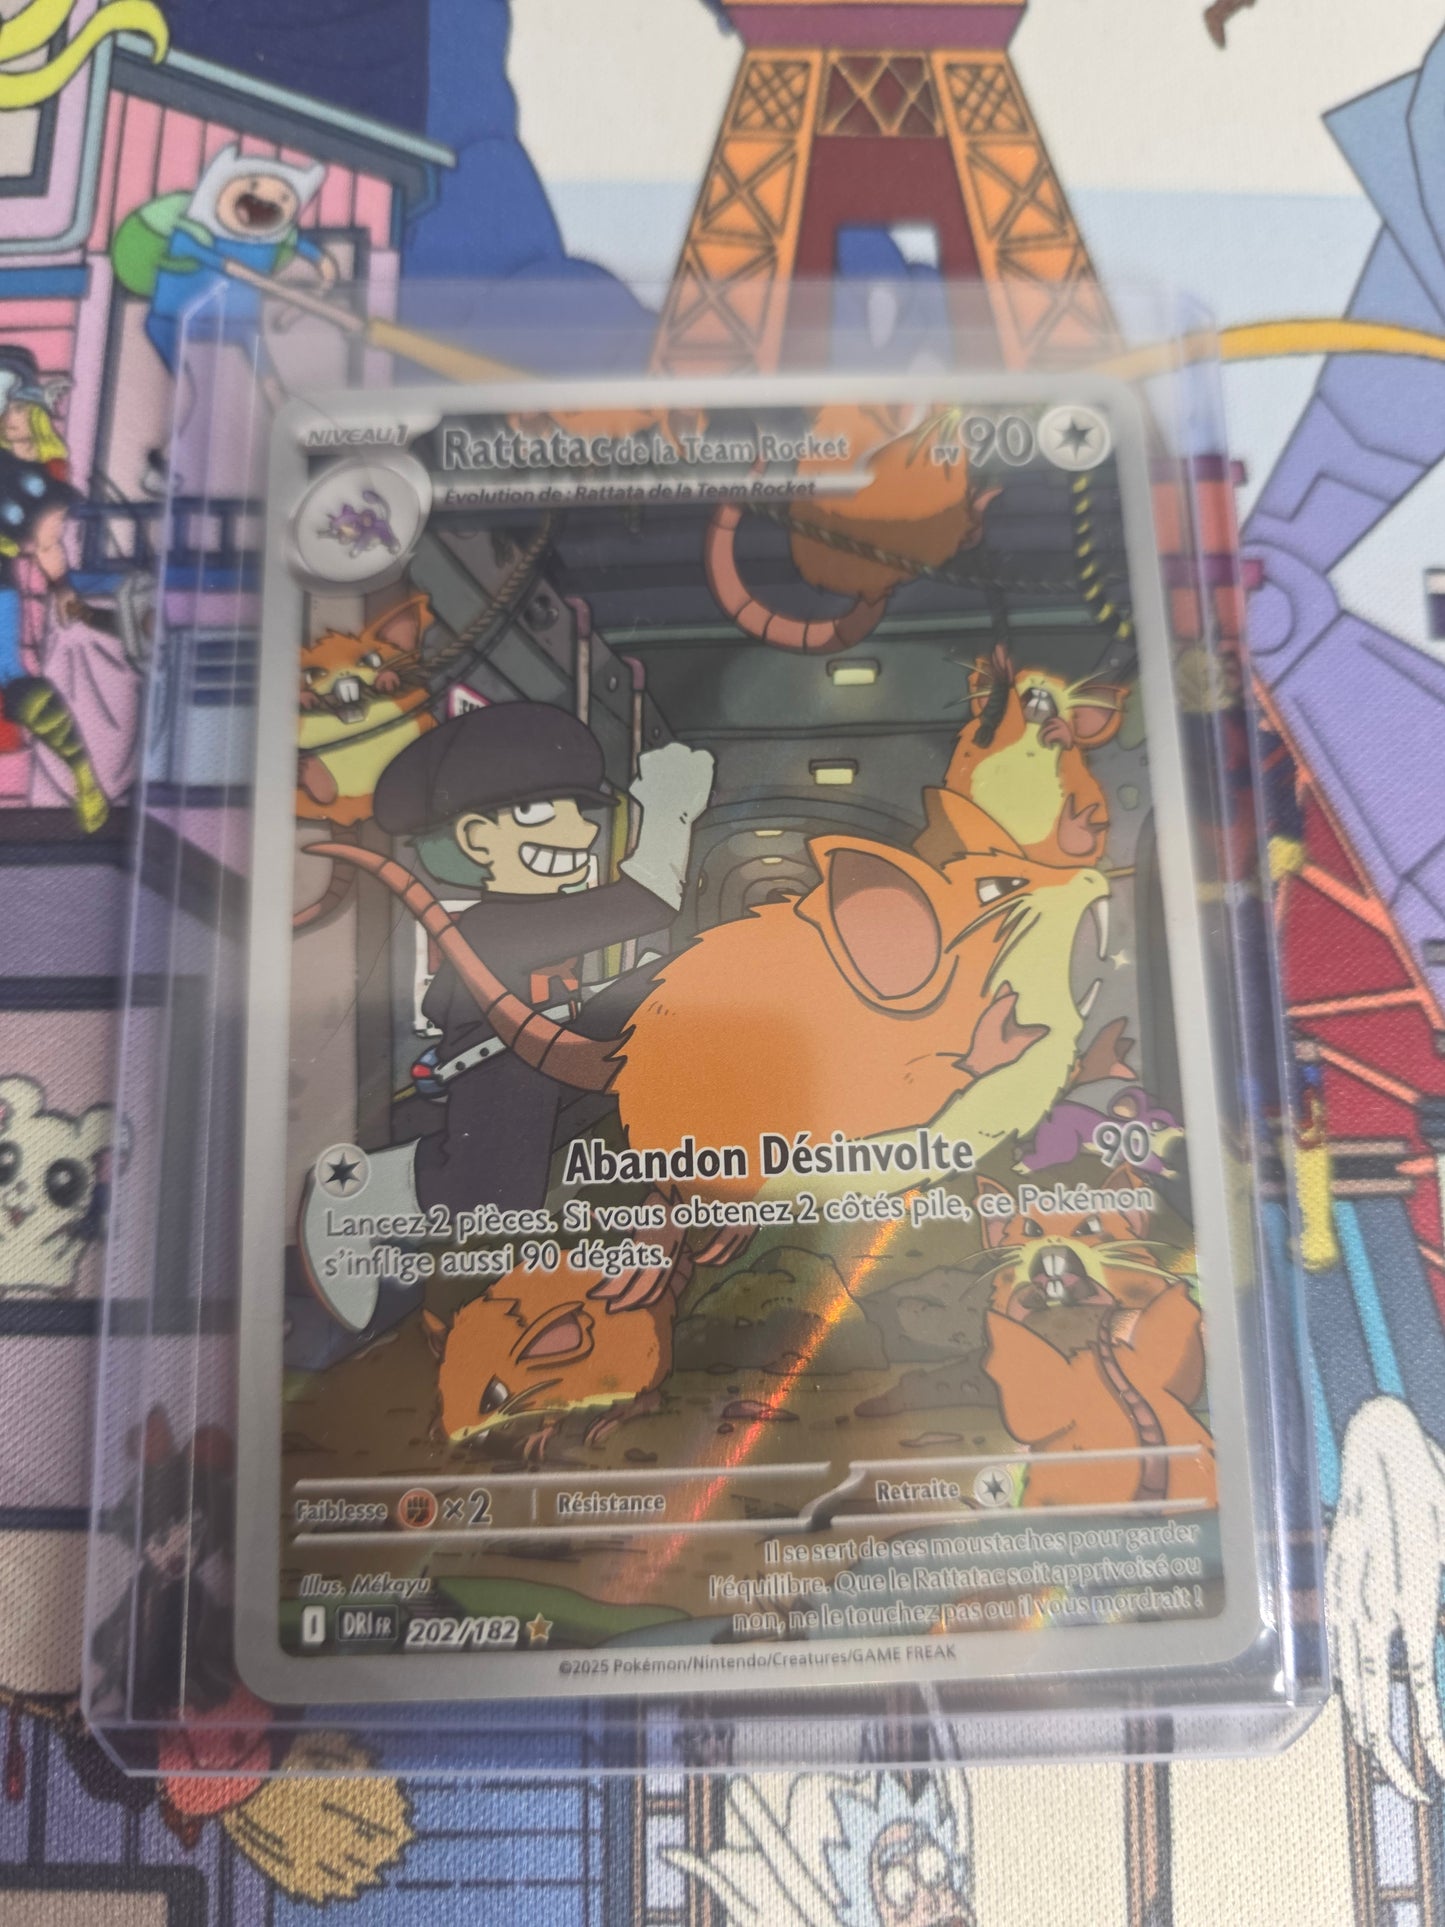 NIVEAU 1
Rattatac de la Team Rocket
PV 90
Évolution de : Rattata de la Team Rocket
Abandon Désinvolte 90
Lancez 2 pièces. Si vous obtenez 2 côtés pile, ce Pokémon
s'inflige aussi 90 dégâts.
Faiblesse ×2 Résistance Retraite
Il se sert de ses moustaches pour garder
l'équilibre. Que le Rattatac soit apprivoisé ou
non, ne le touchez pas ou il vous mordrait !
Illus. Mékayu
I DRI FR 202/182
©2025 Pokémon/Nintendo/Creatures/GAME FREAK